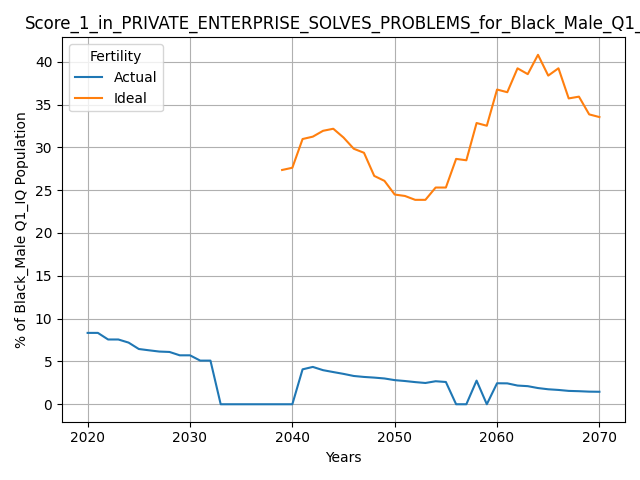 Score_1_in_PRIVATE_ENTERPRISE_SOLVES_PROBLEMS_for_Black_Male_Q1_
Fertility
Actual
Ideal
% of Black_Male Q1_IQ Population
40
35
30
25
20
15
10
5
0
2020 2030 2040 2050 2060 2070
Years